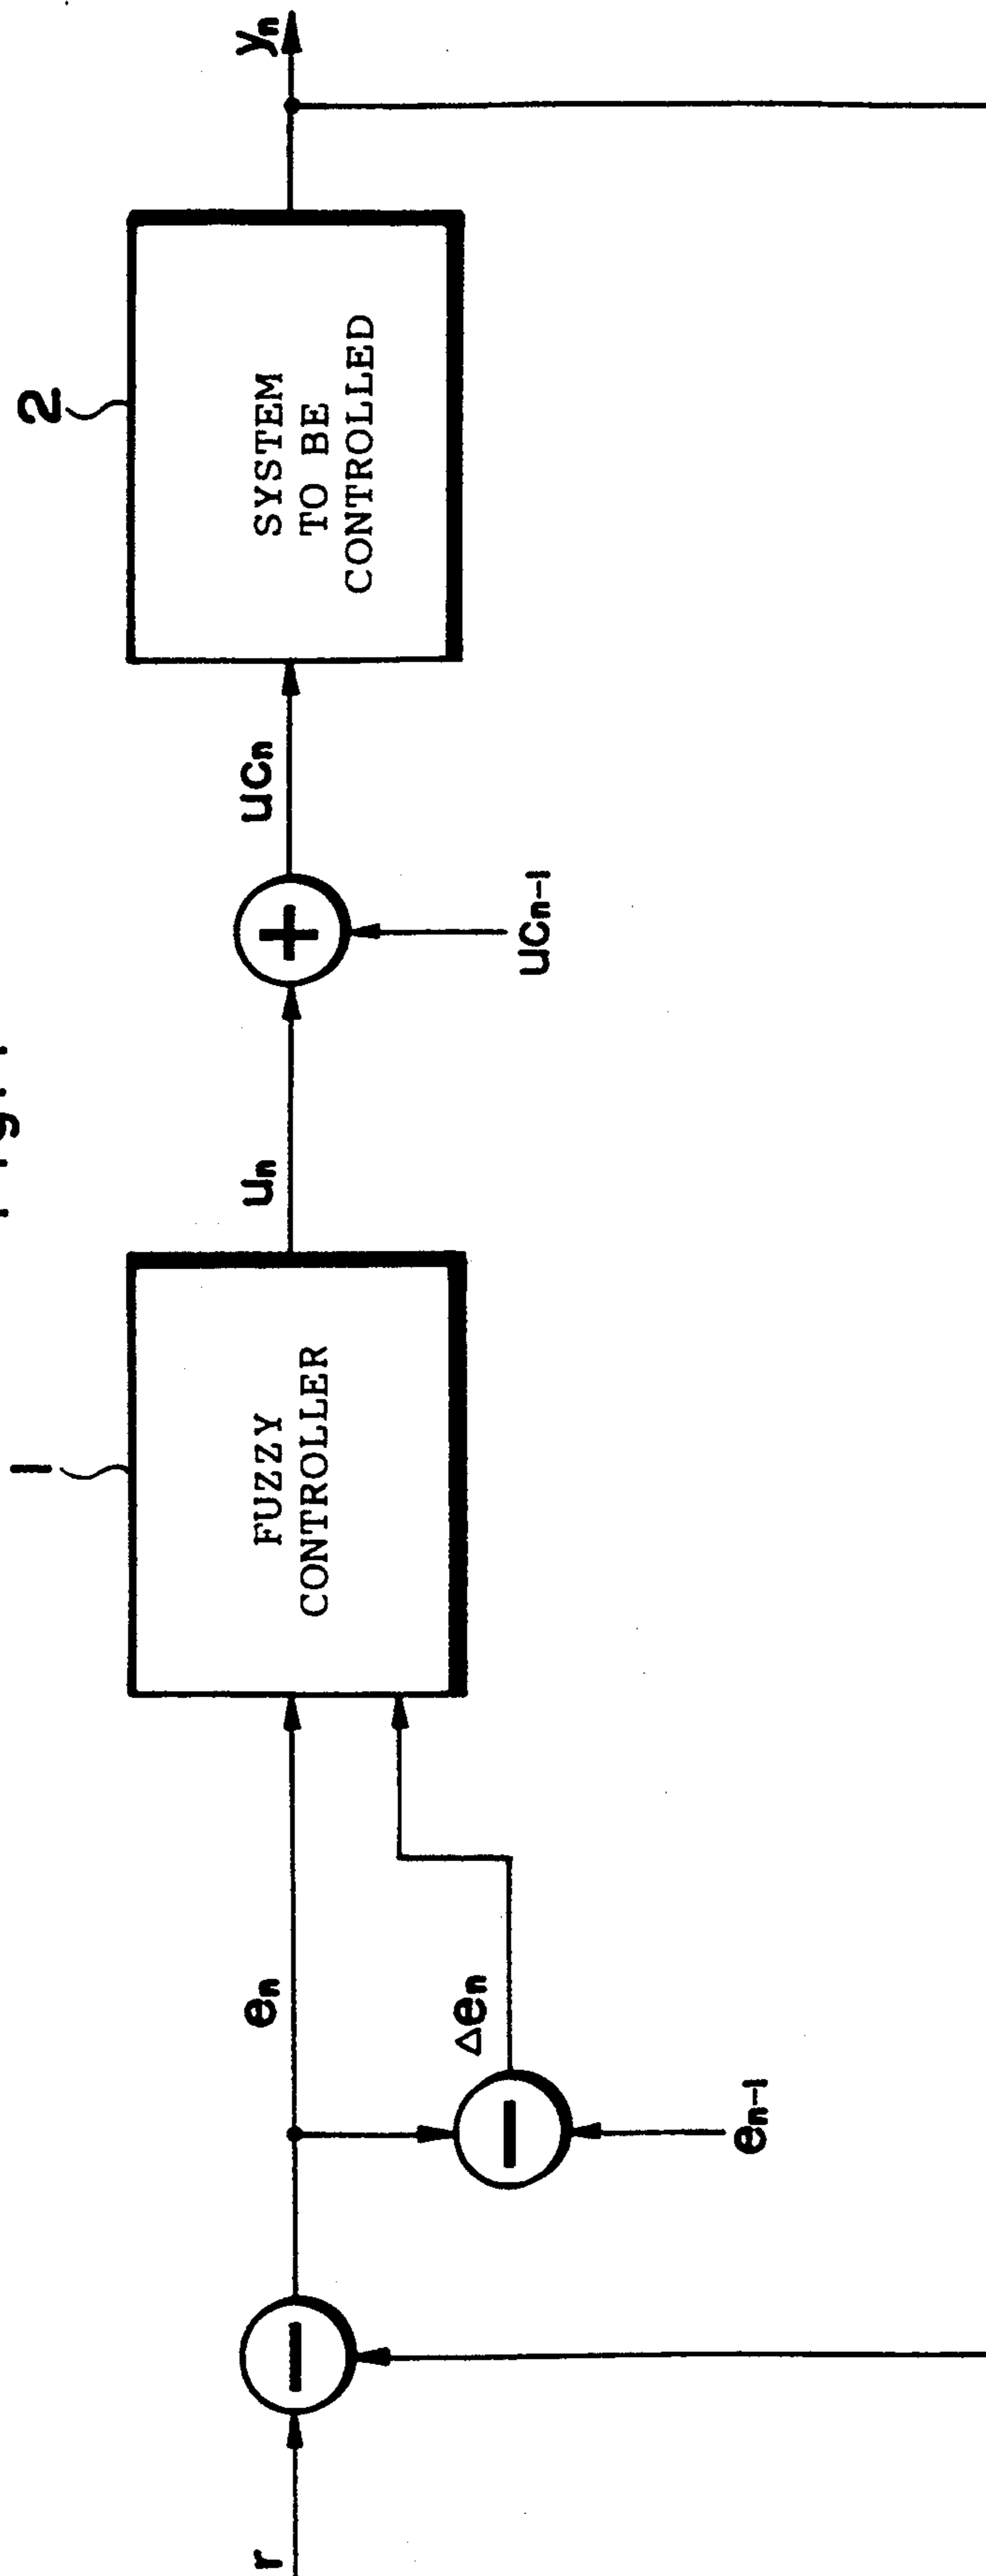 1
2
r
eₙ
Δeₙ
eₙ₋₁
FUZZY
CONTROLLER
uₙ
ucₙ
ucₙ₋₁
SYSTEM
TO BE
CONTROLLED
yₙ